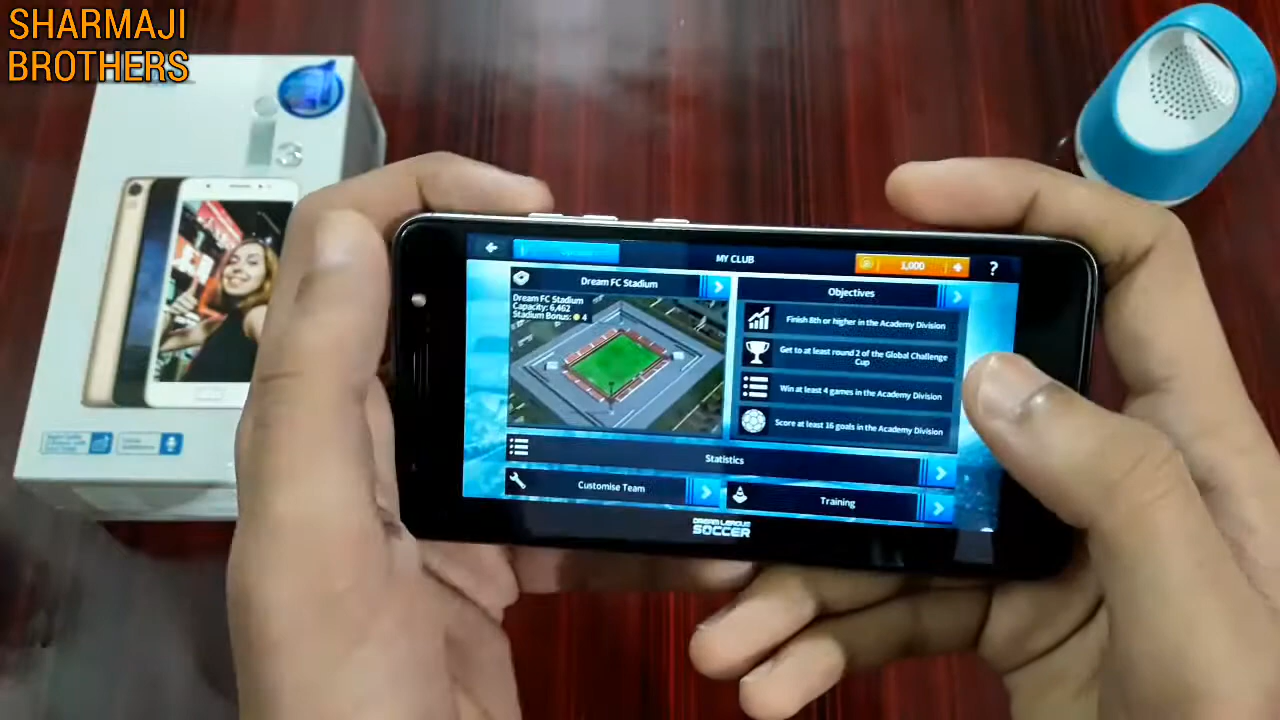 SHARMAJI
BROTHERS
i3
MY CLUB
1,000
?
Dream FC Stadium
Dream FC Stadium
Capacity: 6,462
Stadium Bonus: 4
Objectives
Finish 8th or higher in the Academy Division
Get to at least round 2 of the Global Challenge
Cup
Win at least 4 games in the Academy Division
Score at least 16 goals in the Academy Division
Statistics
Customise Team
Training
DREAM LEAGUE
SOCCER